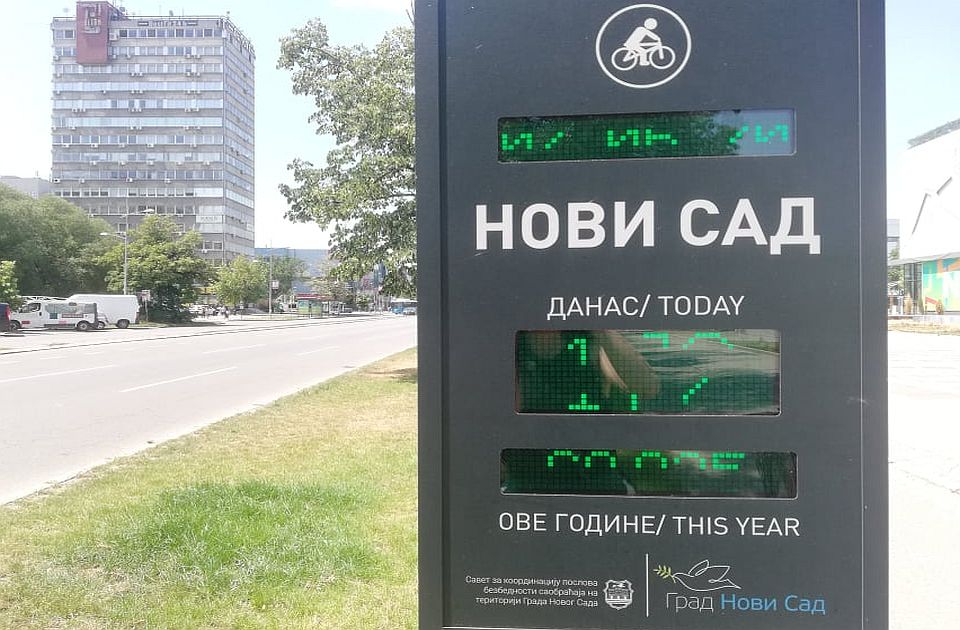 НОВИ САД
ДАНАС/ TODAY
ОВЕ ГОДИНЕ/ THIS YEAR
Савет за координацију послова
безбедности саобраћаја на
територији Града Новог Сада
Град Нови Сад